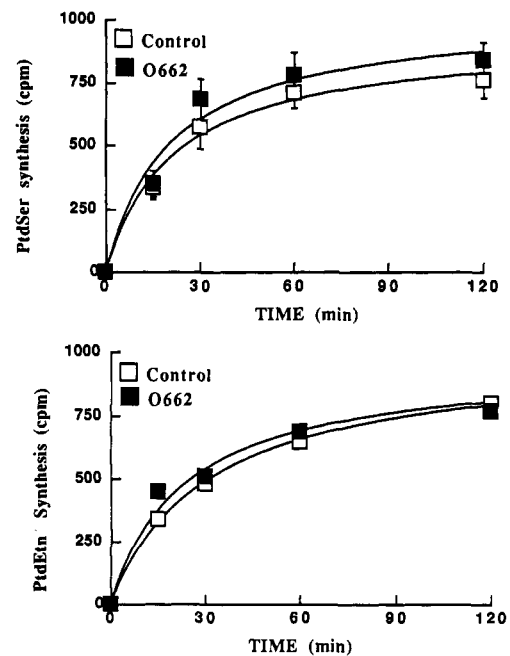 1000
Control
O662
750
500
250
0
PtdSer synthesis (cpm)
0 30 60 90 120
TIME (min)
1000
Control
O662
750
500
250
0
PtdEtn Synthesis (cpm)
0 30 60 90 120
TIME (min)